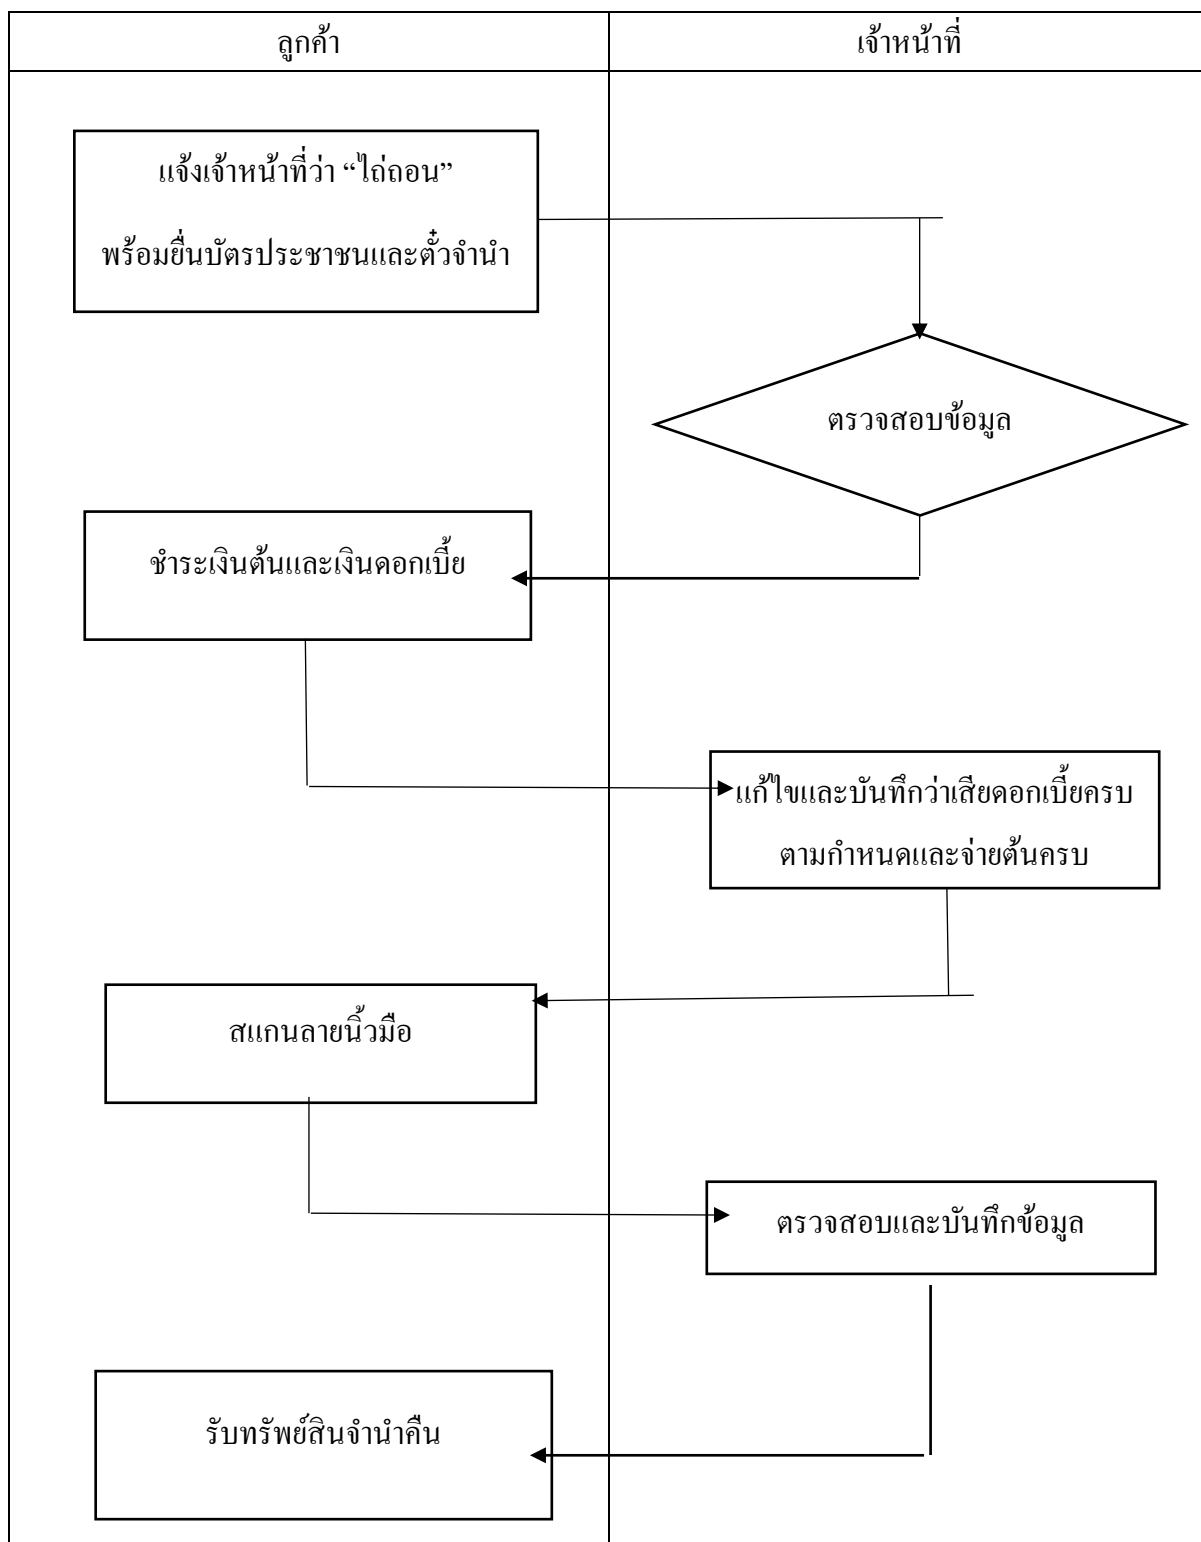 ลูกค้า
เจ้าหน้าที่
แจ้งเจ้าหน้าที่ว่า “ไถ่ถอน”
พร้อมยื่นบัตรประชาชนและตั๋วจำนำ
ตรวจสอบข้อมูล
ชำระเงินต้นและเงินดอกเบี้ย
แก้ไขและบันทึกว่าเสียดอกเบี้ยครบ
ตามกำหนดและจ่ายต้นครบ
สแกนลายนิ้วมือ
ตรวจสอบและบันทึกข้อมูล
รับทรัพย์สินจำนำคืน